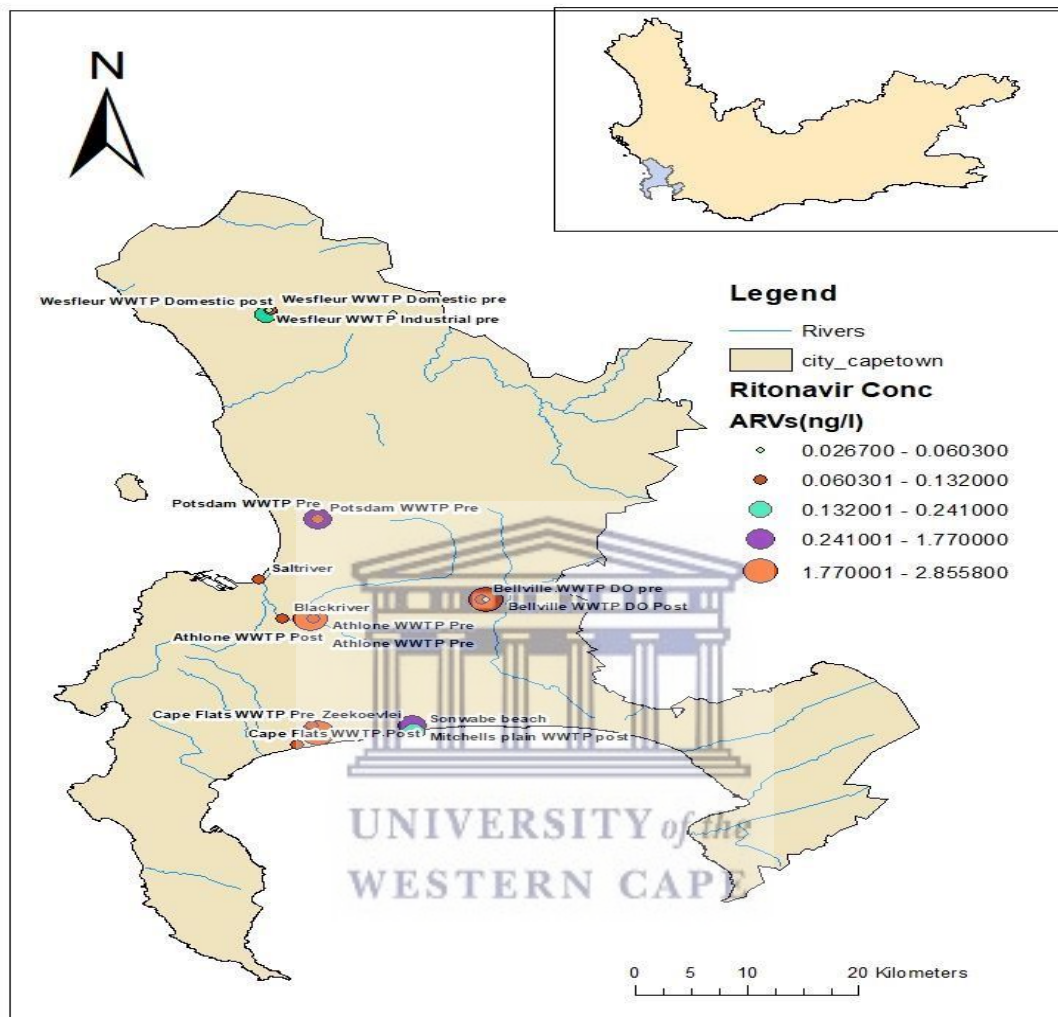 N
Wesfleur WWTP Domestic post
Wesfleur WWTP Domestic pre
Wesfleur WWTP Industrial pre
Legend
Rivers
city_capetown
Ritonavir Conc
ARVs(ng/l)
0.026700 - 0.060300
0.060301 - 0.132000
0.132001 - 0.241000
0.241001 - 1.770000
1.770001 - 2.855800
Potsdam WWTP Pre
Potsdam WWTP Pre
Saltriver
Bellville WWTP DO pre
Bellville WWTP DO Post
Blackriver
Athlone WWTP Pre
Athlone WWTP Post
Athlone WWTP Pre
Cape Flats WWTP Pre
Zeekoevlei
Sonwabe beach
Cape Flats WWTP Post
Mitchells plain WWTP post
UNIVERSITY of the
WESTERN CAPE
0 5 10 20 Kilometers